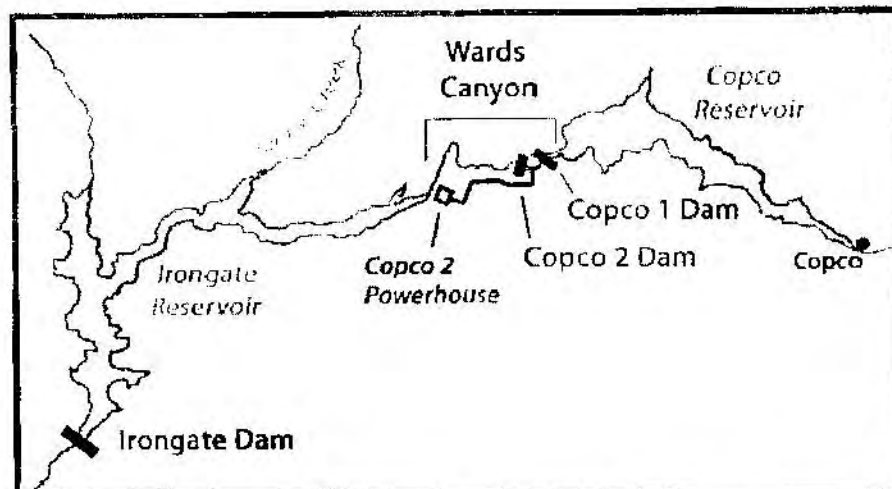 Wards
Canyon
Copco
Reservoir
Copco 1 Dam
Copco 2 Dam
Copco
Copco 2
Powerhouse
Irongate
Reservoir
Irongate Dam